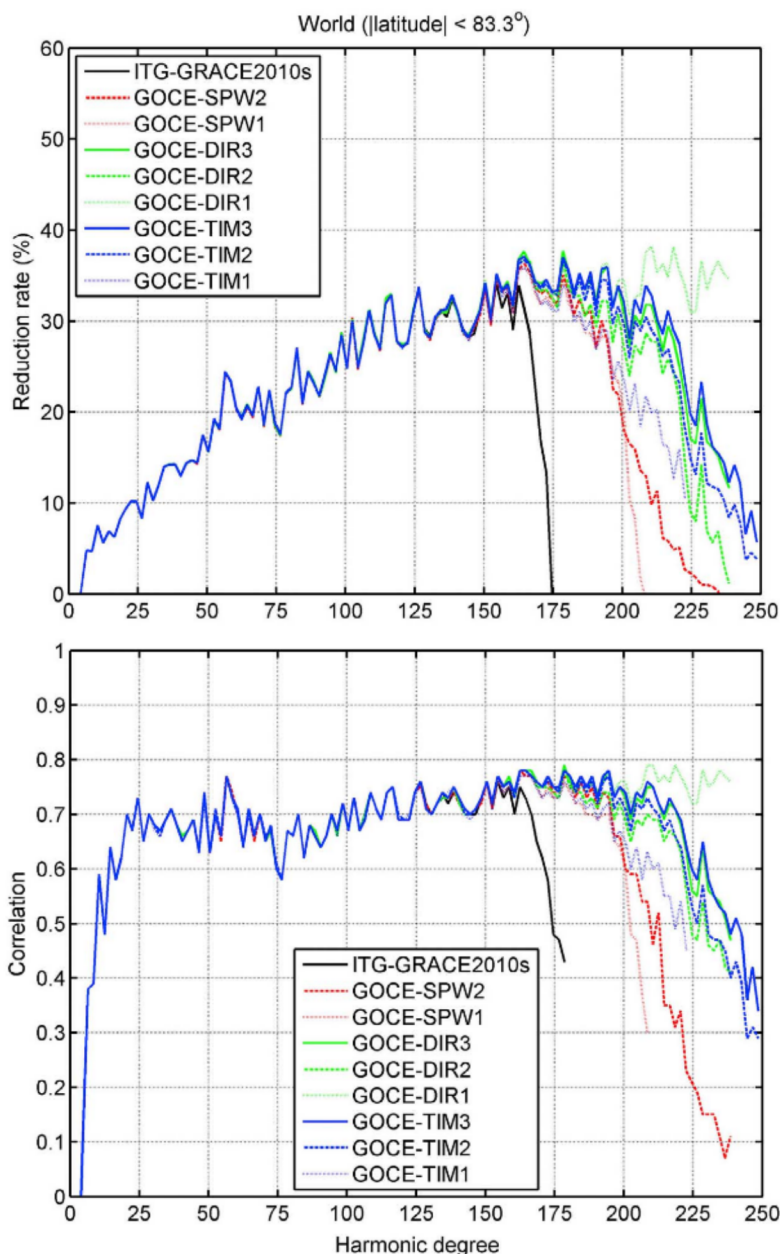 World (|latitude| < 83.3°)
Reduction rate (%)
60
50
40
30
20
10
0
ITG-GRACE2010s
GOCE-SPW2
GOCE-SPW1
GOCE-DIR3
GOCE-DIR2
GOCE-DIR1
GOCE-TIM3
GOCE-TIM2
GOCE-TIM1
0 25 50 75 100 125 150 175 200 225 250 275
Correlation
1
0.9
0.8
0.7
0.6
0.5
0.4
0.3
0.2
0.1
0
ITG-GRACE2010s
GOCE-SPW2
GOCE-SPW1
GOCE-DIR3
GOCE-DIR2
GOCE-DIR1
GOCE-TIM3
GOCE-TIM2
GOCE-TIM1
0 25 50 75 100 125 150 175 200 225 250
Harmonic degree